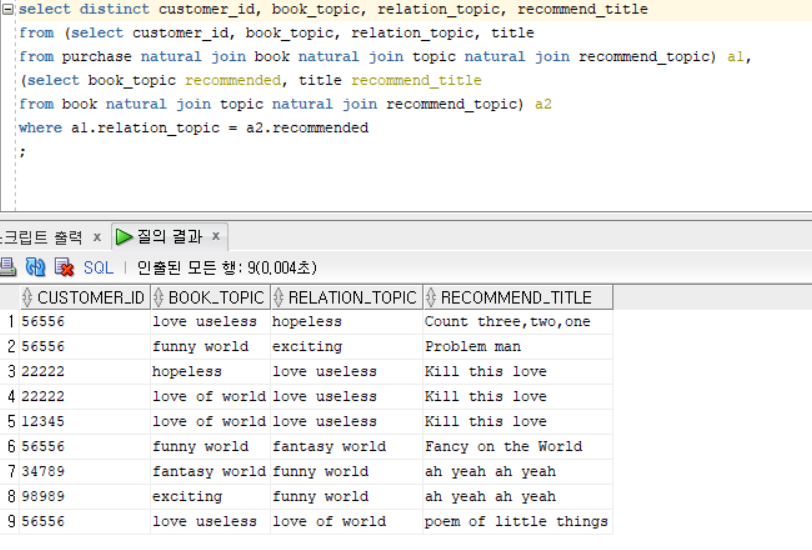 select distinct customer_id, book_topic, relation_topic, recommend_title
from (select customer_id, book_topic, relation_topic, title
from purchase natural join book natural join topic natural join recommend_topic) a1,
(select book_topic recommended, title recommend_title
from book natural join topic natural join recommend_topic) a2
where a1.relation_topic = a2.recommended
;
스크립트 출력 x 질의 결과 x
SQL | 인출된 모든 행: 9(0,004초)
CUSTOMER_ID BOOK_TOPIC RELATION_TOPIC RECOMMEND_TITLE
1 56556 love useless hopeless Count three,two,one
2 56556 funny world exciting Problem man
3 22222 hopeless love useless Kill this love
4 22222 love of world love useless Kill this love
5 12345 love of world love useless Kill this love
6 56556 funny world fantasy world Fancy on the World
7 34789 fantasy world funny world ah yeah ah yeah
8 98989 exciting funny world ah yeah ah yeah
9 56556 love useless love of world poem of little things